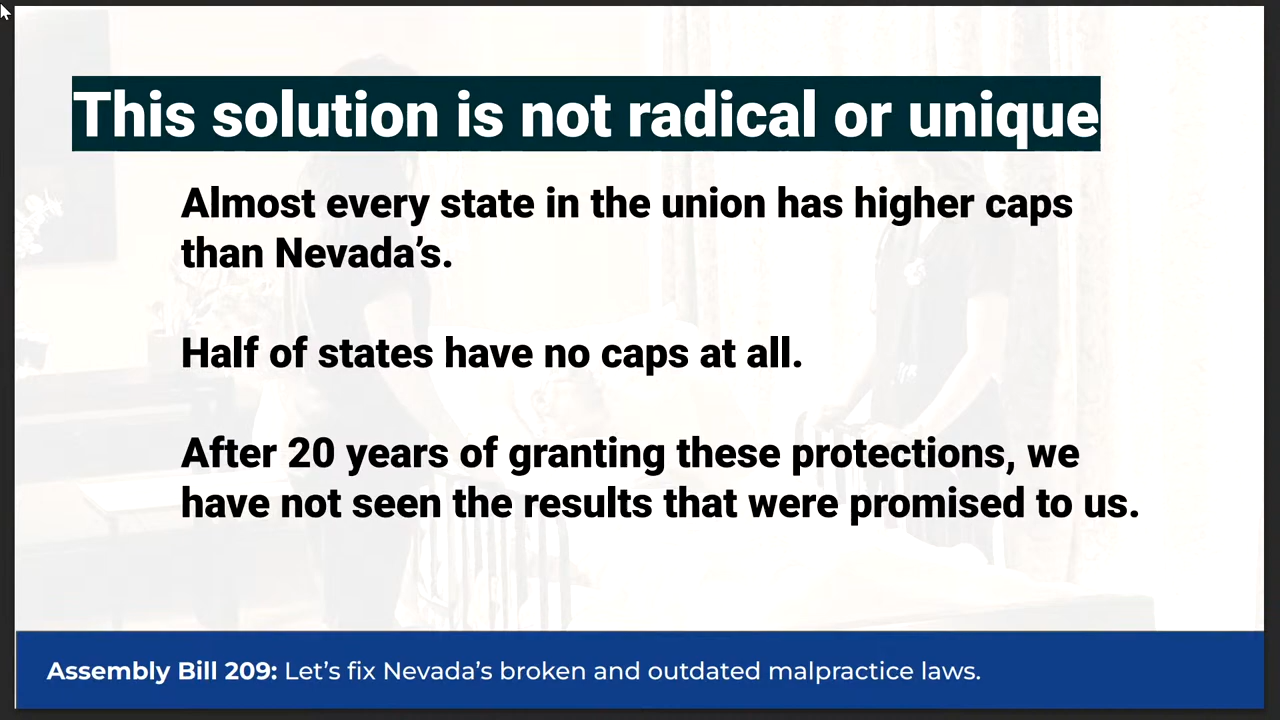 This solution is not radical or unique
Almost every state in the union has higher caps
than Nevada’s.
Half of states have no caps at all.
After 20 years of granting these protections, we
have not seen the results that were promised to us.
Assembly Bill 209: Let’s fix Nevada’s broken and outdated malpractice laws.